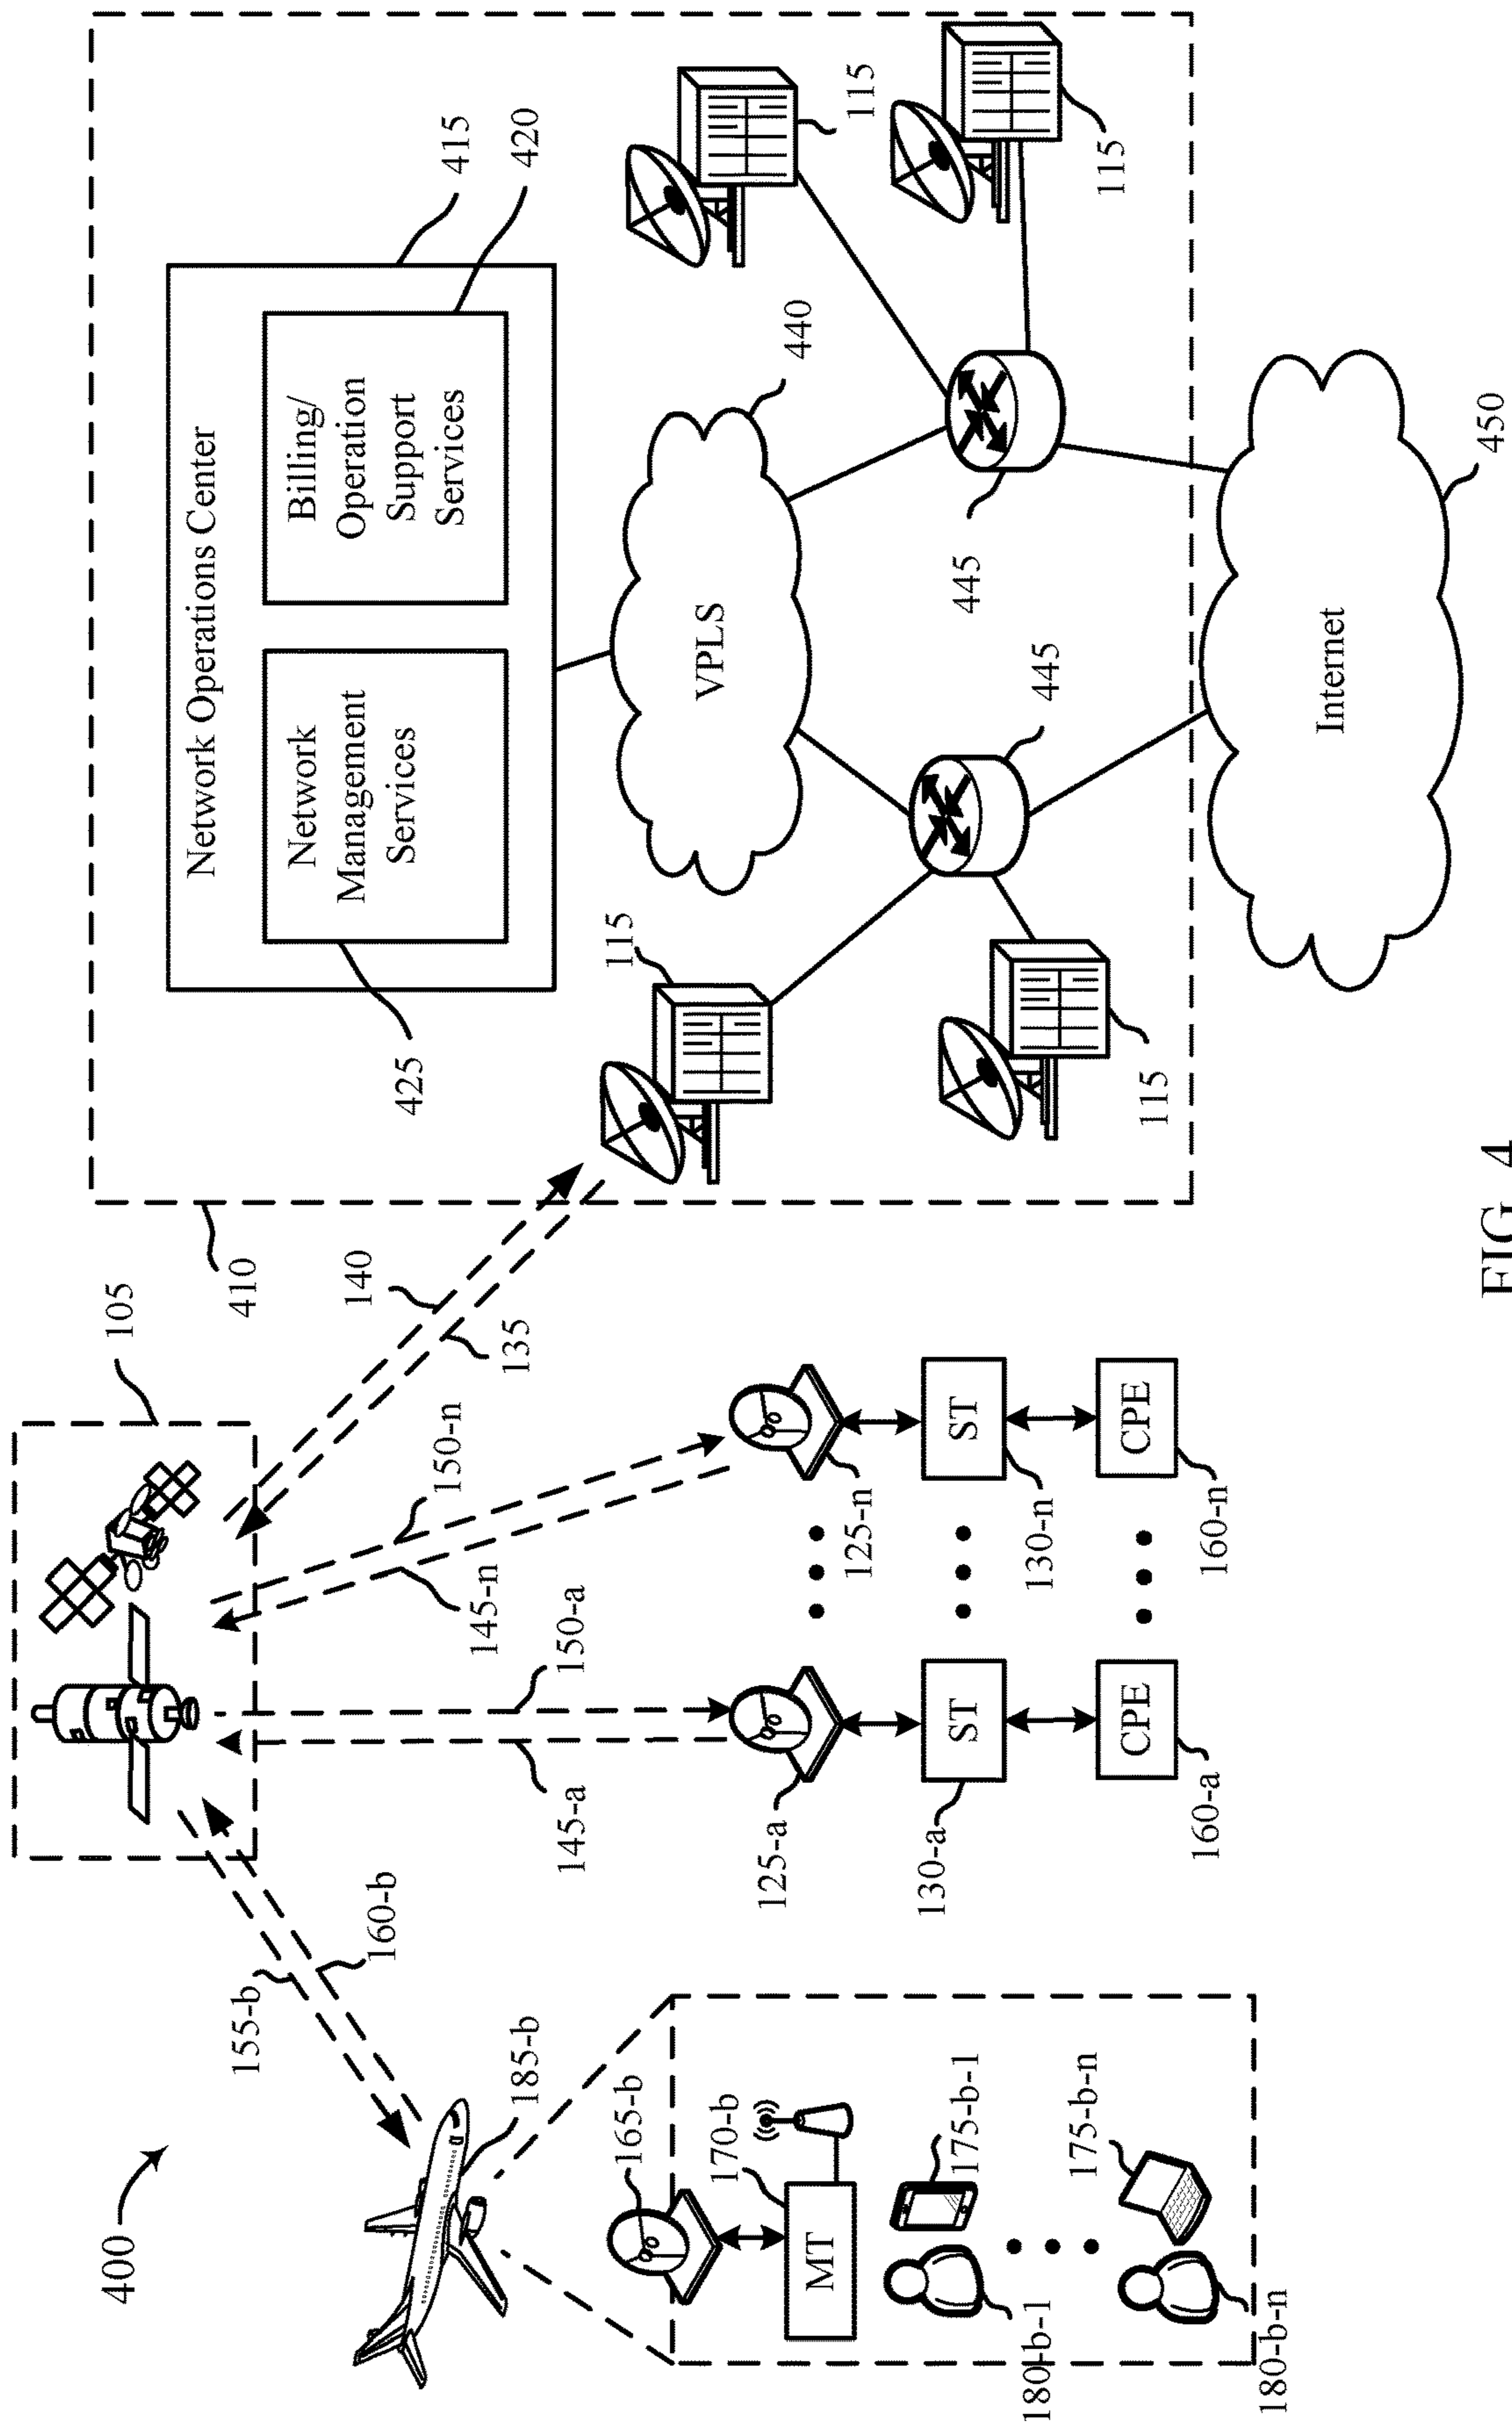 400
105
155-b
160-b
185-b
165-b
170-b
MT
175-b-1
180-b-1
175-b-n
180-b-n
145-a
150-a
145-n
150-n
140
135
125-a
125-n
ST
ST
130-a
130-n
CPE
CPE
160-a
160-n
410
Network Operations Center
415
Network
Management
Services
425
Billing/
Operation
Support
Services
420
VPLS
440
115
115
115
115
445
445
Internet
450
FIG. 4